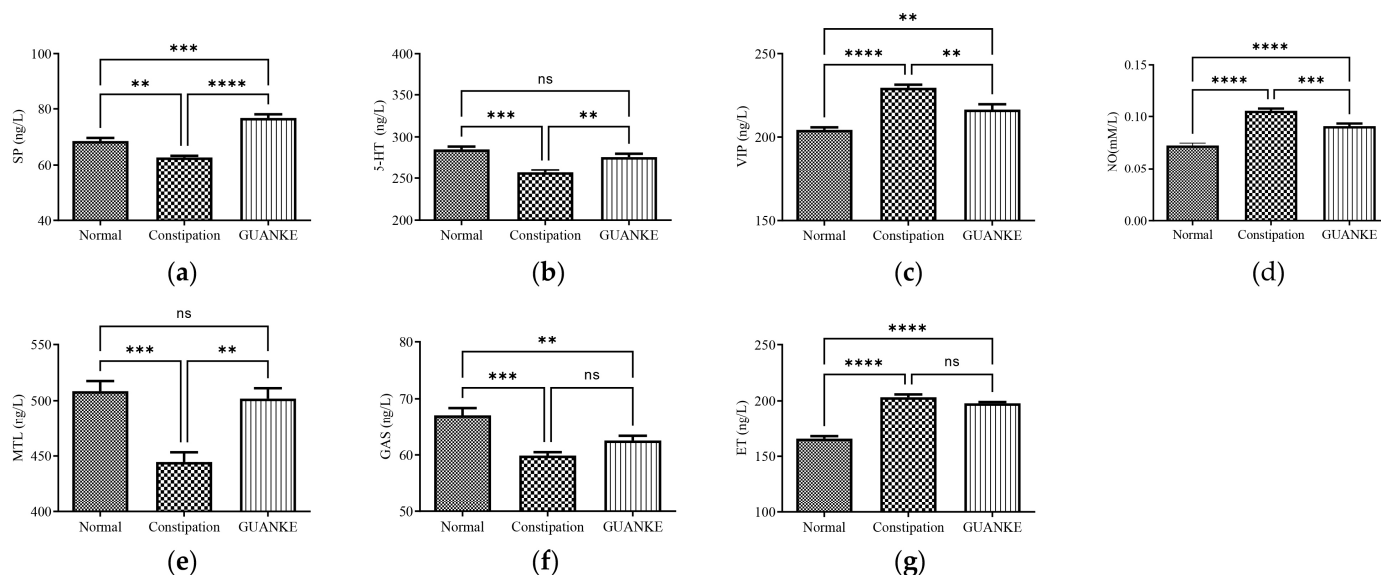 SP (ng/L)
100
80
60
40
***
**
****
Normal
Constipation
GUANKE
(a)
5-HT (ng/L)
400
350
300
250
200
ns
***
**
Normal
Constipation
GUANKE
(b)
VIP (ng/L)
250
200
150
**
****
**
Normal
Constipation
GUANKE
(c)
NO(mM/L)
0.15
0.10
0.05
0.00
****
****
***
Normal
Constipation
GUANKE
(d)
MTL (ng/L)
550
500
450
400
ns
***
**
Normal
Constipation
GUANKE
(e)
GAS (ng/L)
80
70
60
50
**
***
ns
Normal
Constipation
GUANKE
(f)
ET (ng/L)
250
200
150
100
****
****
ns
Normal
Constipation
GUANKE
(g)